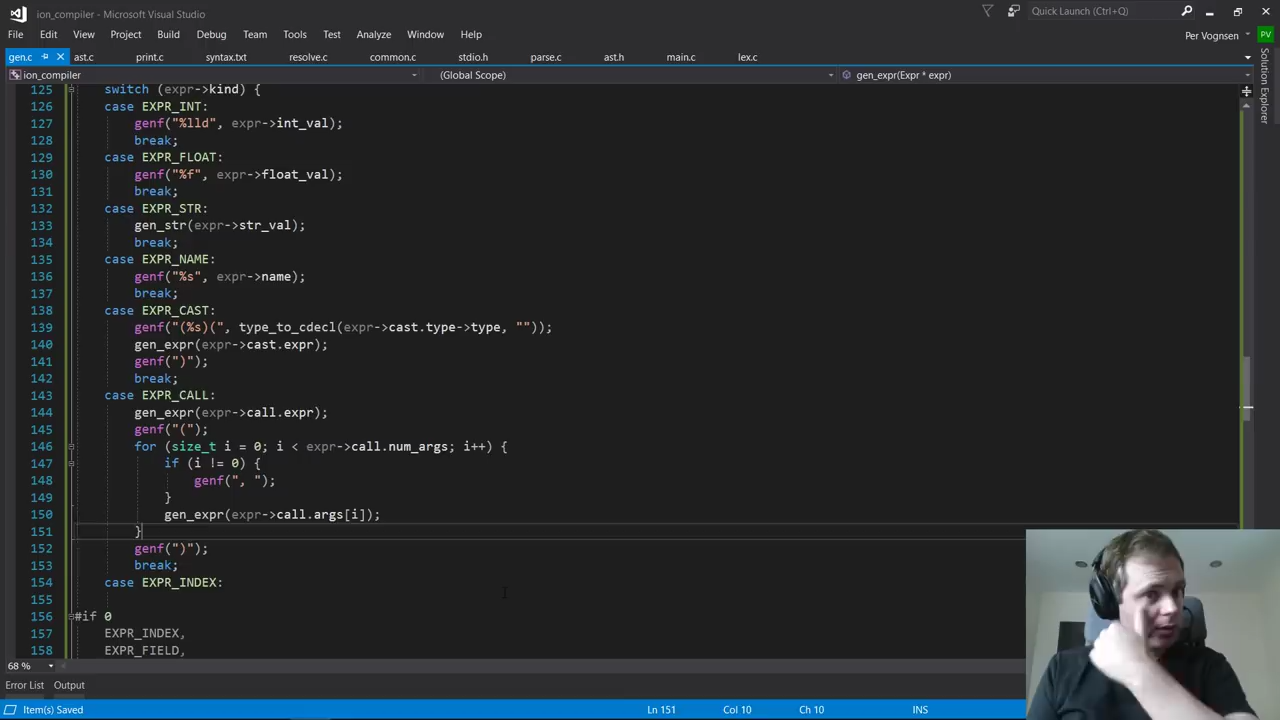 ion_compiler - Microsoft Visual Studio
Quick Launch (Ctrl+Q)
File Edit View Project Build Debug Team Tools Test Analyze Window Help
Per Vognsen PV
gen.c ast.c print.c syntax.txt resolve.c common.c stdio.h parse.c ast.h main.c lex.c
ion_compiler (Global Scope) gen_expr(Expr * expr)
Solution Explorer
125 switch (expr->kind) {
126 case EXPR_INT:
127 genf("%lld", expr->int_val);
128 break;
129 case EXPR_FLOAT:
130 genf("%f", expr->float_val);
131 break;
132 case EXPR_STR:
133 gen_str(expr->str_val);
134 break;
135 case EXPR_NAME:
136 genf("%s", expr->name);
137 break;
138 case EXPR_CAST:
139 genf("(%s)(", type_to_cdecl(expr->cast.type->type, ""));
140 gen_expr(expr->cast.expr);
141 genf(")");
142 break;
143 case EXPR_CALL:
144 gen_expr(expr->call.expr);
145 genf("(");
146 for (size_t i = 0; i < expr->call.num_args; i++) {
147 if (i != 0) {
148 genf(", ");
149 }
150 gen_expr(expr->call.args[i]);
151 }
152 genf(")");
153 break;
154 case EXPR_INDEX:
155
156 #if 0
157 EXPR_INDEX,
158 EXPR_FIELD,
68 %
Error List Output
Item(s) Saved Ln 151 Col 10 Ch 10 INS